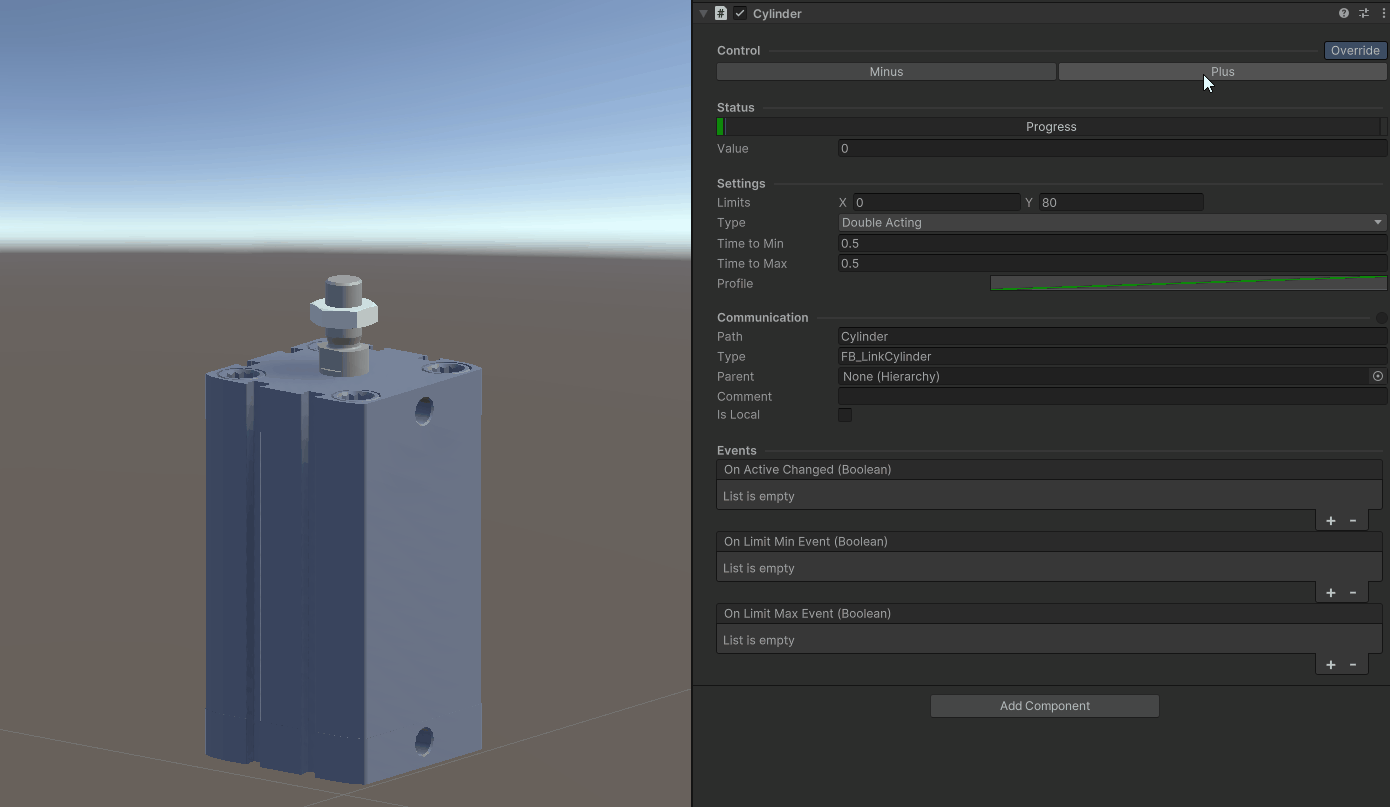 # Cylinder
Control Override
Minus Plus
Status
Progress
Value 0
Settings
Limits X 0 Y 80
Type Double Acting
Time to Min 0.5
Time to Max 0.5
Profile
Communication
Path Cylinder
Type FB_LinkCylinder
Parent None (Hierarchy)
Comment
Is Local
Events
On Active Changed (Boolean)
List is empty
+ -
On Limit Min Event (Boolean)
List is empty
+ -
On Limit Max Event (Boolean)
List is empty
+ -
Add Component